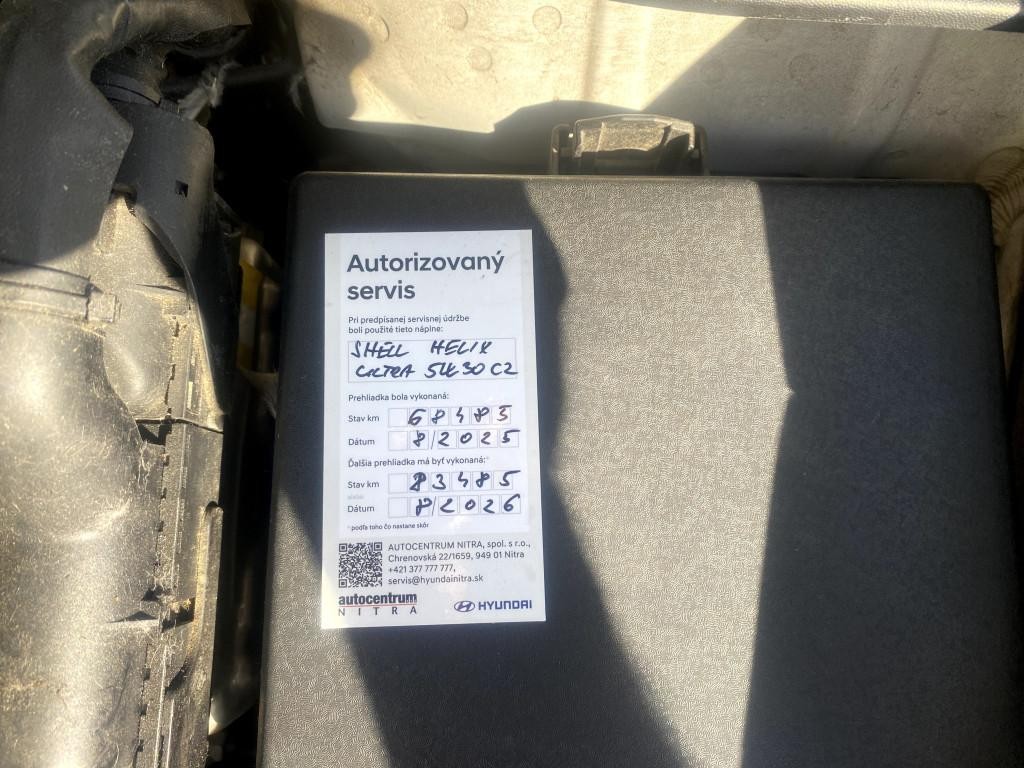 Autorizovaný
servis
Pri predpísanej servisnej údržbe
boli použité tieto náplne:
SHELL HELIX
ULTRA 5W30 C2
Prehliadka bola vykonaná:
Stav km 68485
Dátum 8/2025
Ďalšia prehliadka má byť vykonaná:*
Stav km 83485
alebo
Dátum 8/2026
*podľa toho čo nastane skôr
AUTOCENTRUM NITRA, spol. s r.o.,
Chrenovská 22/1659, 949 01 Nitra
+421 377 777 777,
servis@hyundainitra.sk
autocentrum
NITRA
HYUNDAI